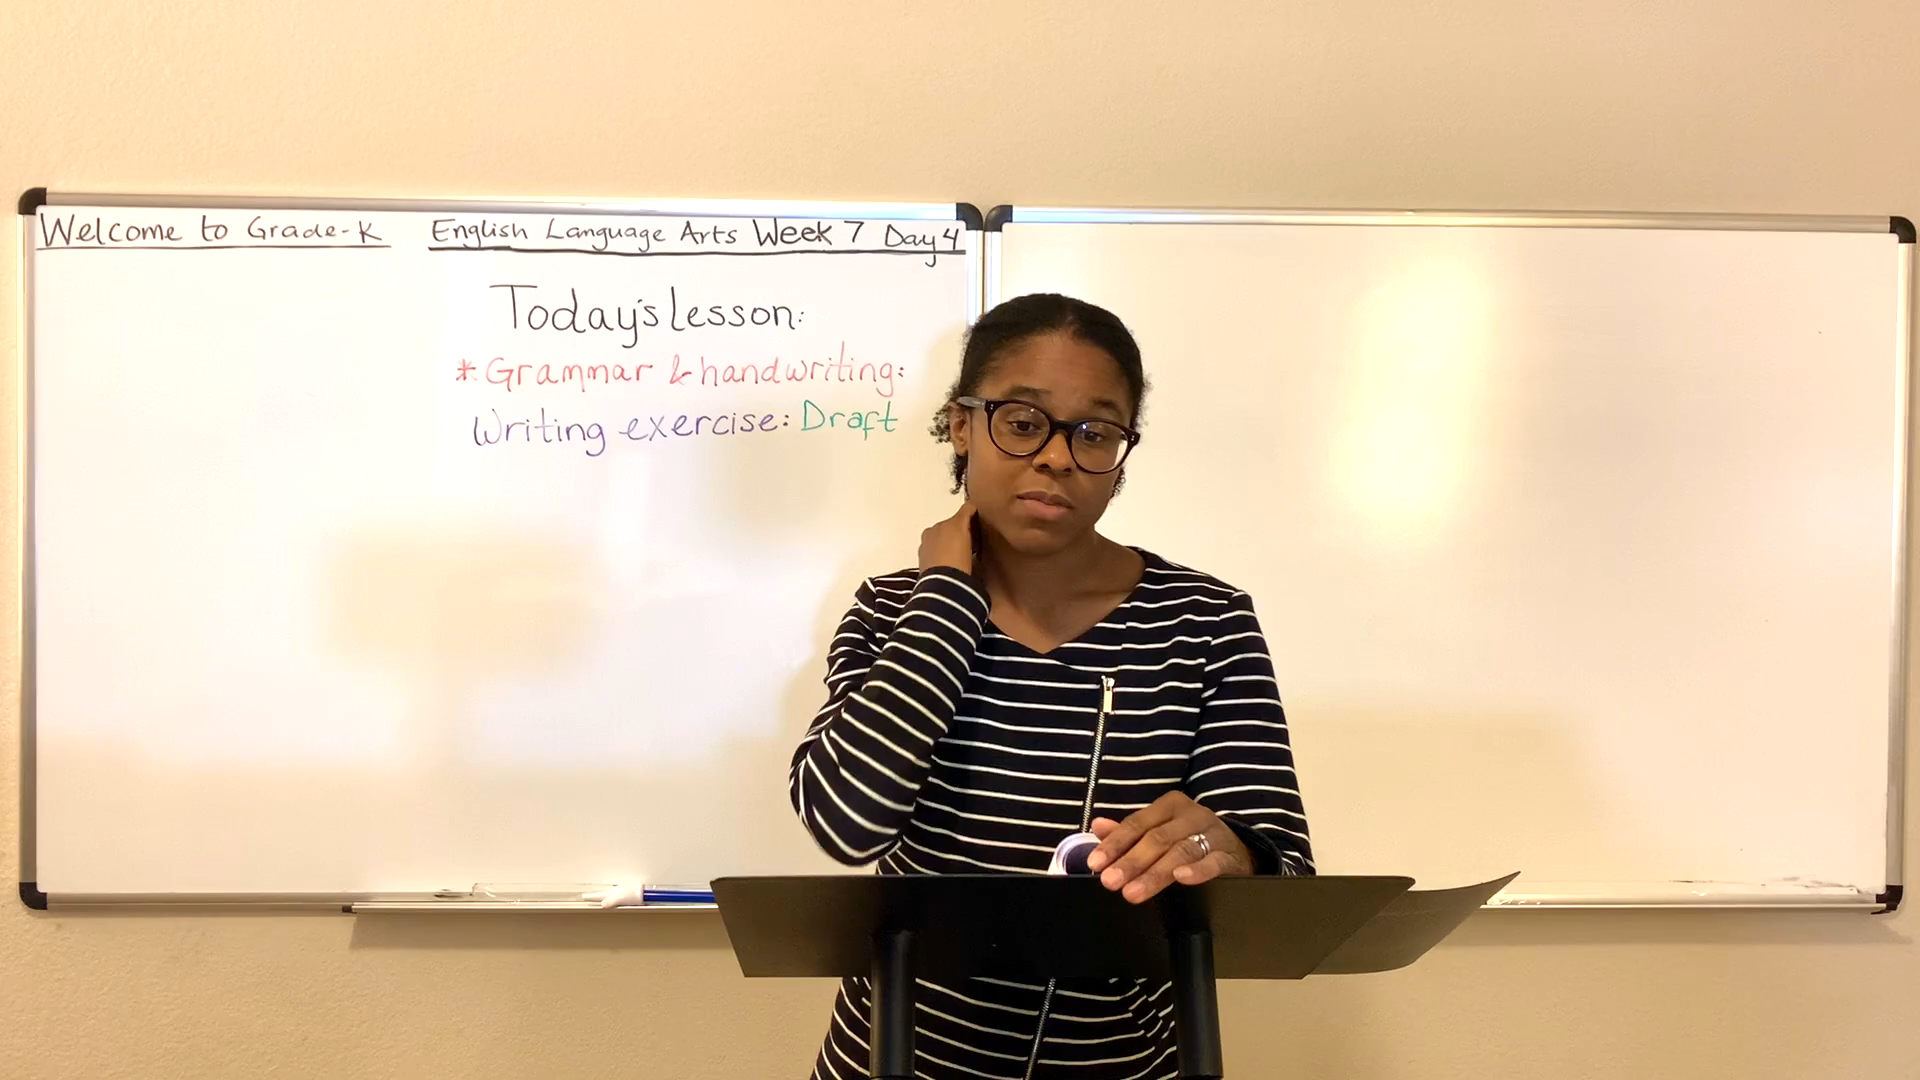 Welcome to Grade-K English Language Arts Week 7 Day 4
Today's Lesson:
* Grammar & handwriting:
Writing exercise: Draft